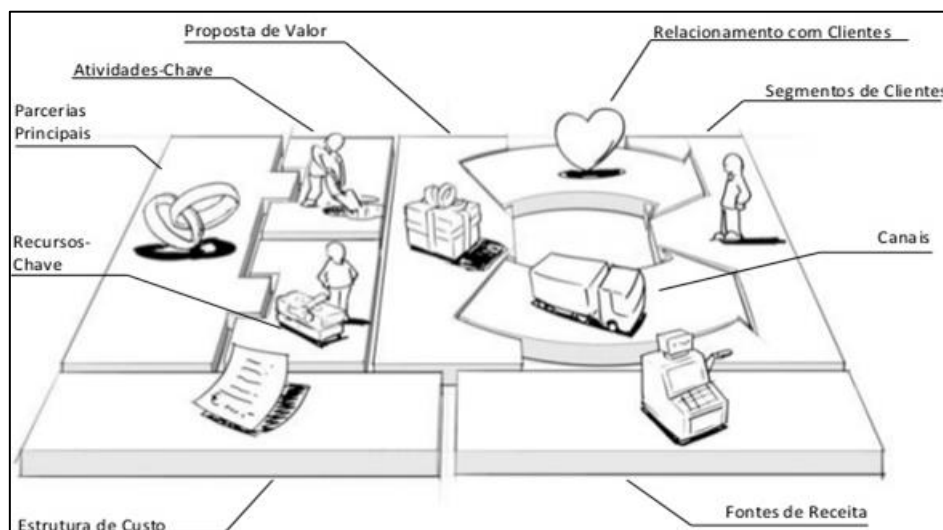 Proposta de Valor
Relacionamento com Clientes
Atividades-Chave
Segmentos de Clientes
Parcerias
Principais
Recursos-
Chave
Canais
Estrutura de Custo
Fontes de Receita